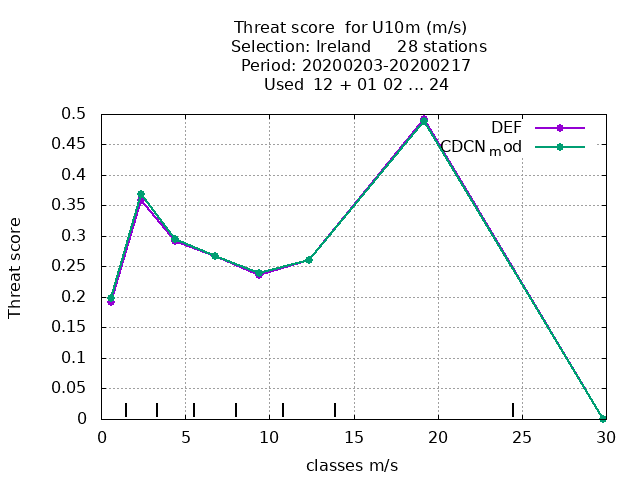 Threat score  for U10m (m/s)
Selection: Ireland     28 stations
Period: 20200203-20200217
Used  12 + 01 02 ... 24
DEF
CDCNmod
0.5
0.45
0.4
0.35
0.3
0.25
0.2
0.15
0.1
0.05
0
0 5 10 15 20 25 30
Threat score
classes m/s